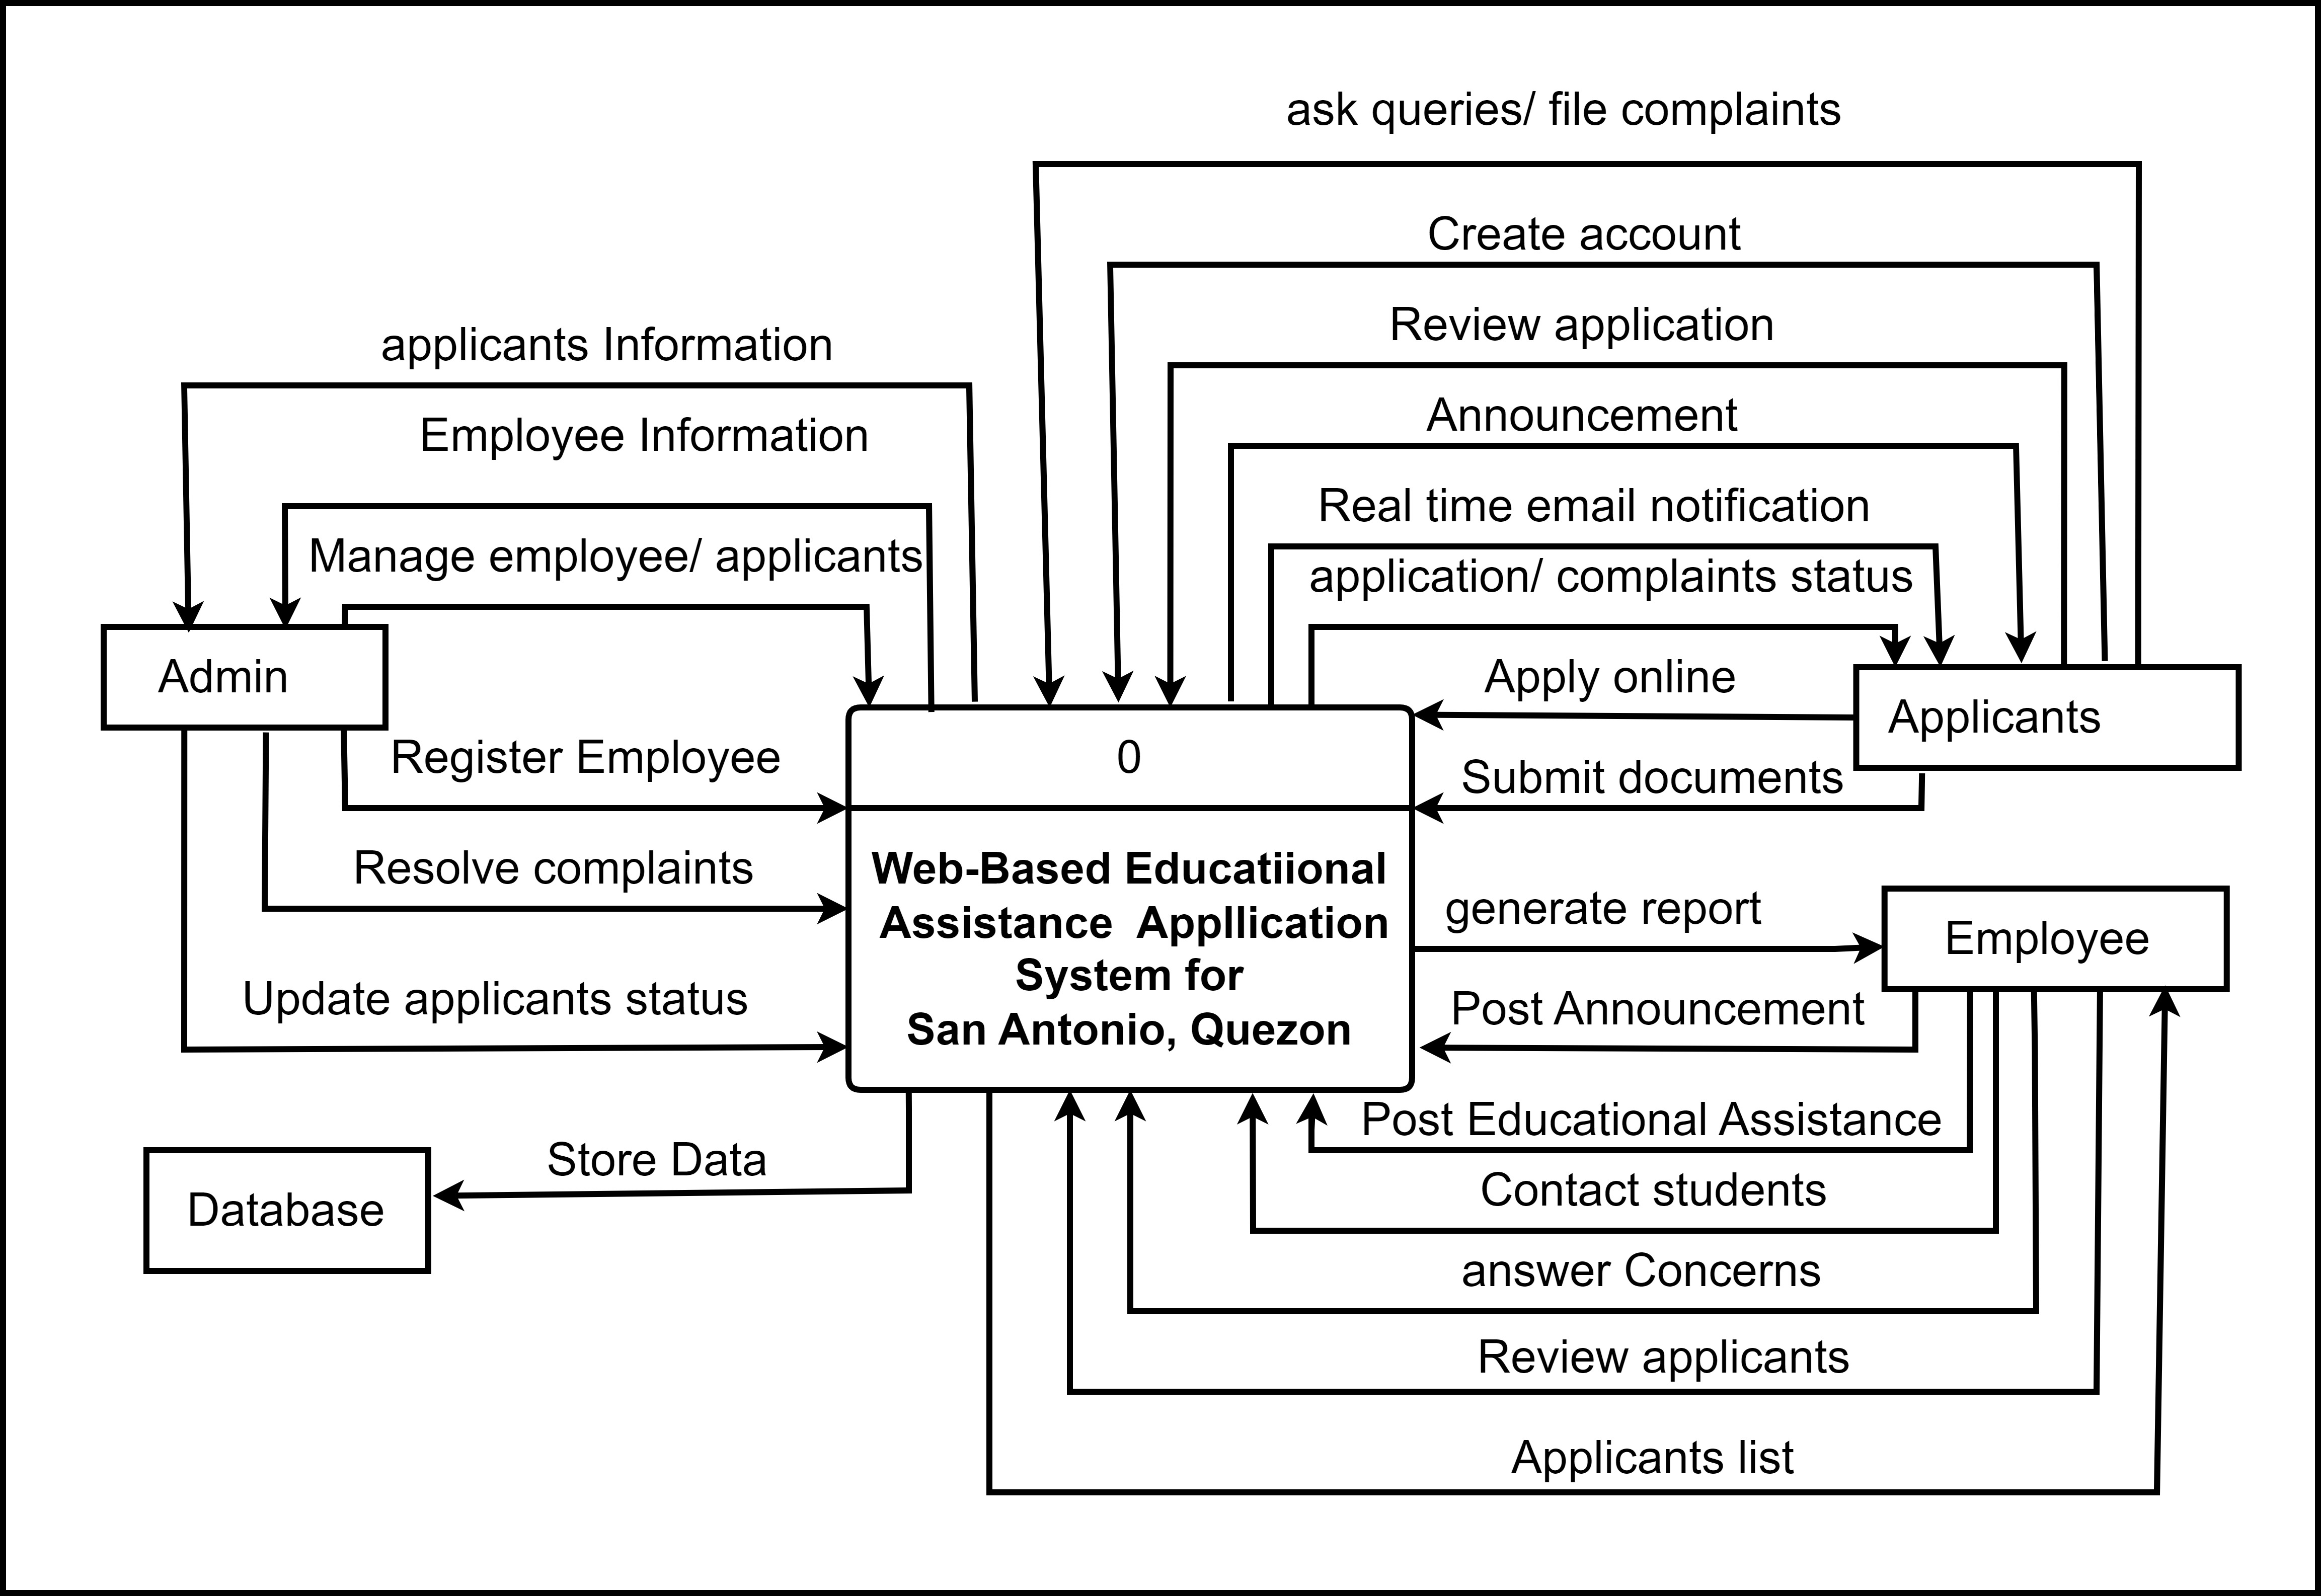 ask queries/ file complaints
Create account
Review application
applicants Information
Announcement
Employee Information
Real time email notification
Manage employee/ applicants
application/ complaints status
Admin
Apply online
Applicants
Register Employee
0
Submit documents
Web-Based Educatiional
Assistance Appllication
System for
San Antonio, Quezon
Resolve complaints
generate report
Employee
Update applicants status
Post Announcement
Post Educational Assistance
Store Data
Database
Contact students
answer Concerns
Review applicants
Applicants list